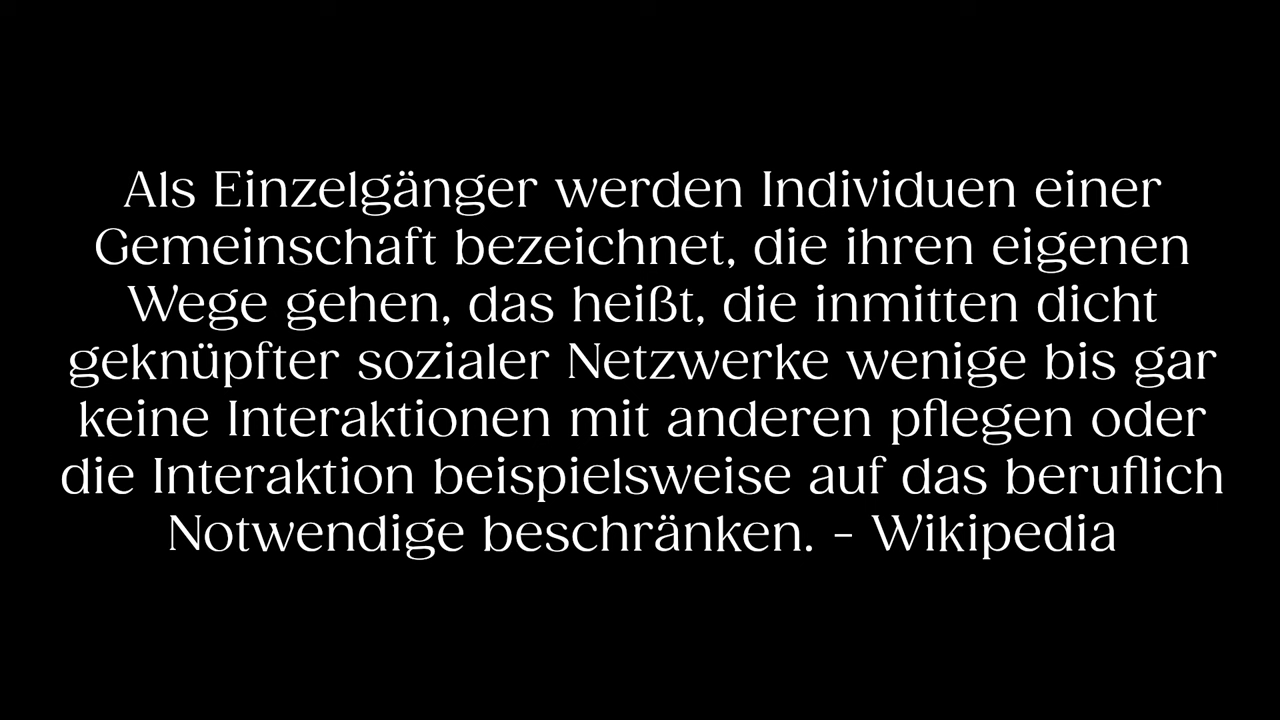 Als Einzelgänger werden Individuen einer
Gemeinschaft bezeichnet, die ihren eigenen
Wege gehen, das heißt, die inmitten dicht
geknüpfter sozialer Netzwerke wenige bis gar
keine Interaktionen mit anderen pflegen oder
die Interaktion beispielsweise auf das beruflich
Notwendige beschränken. - Wikipedia